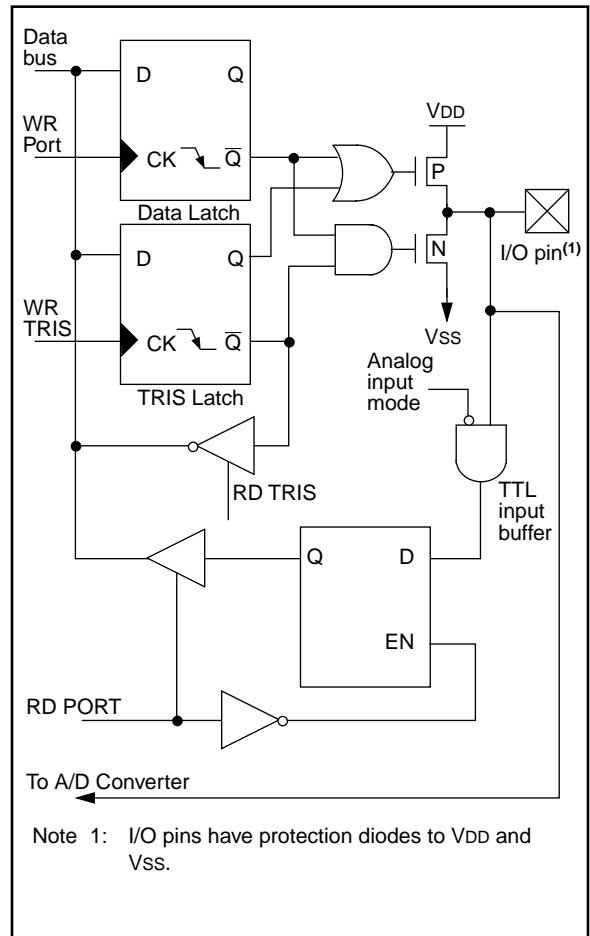 Data
bus
D Q
WR
Port
CK Q
Data Latch
VDD
P
I/O pin(1)
N
VSS
D Q
WR
TRIS
CK Q
TRIS Latch
Analog
input
mode
RD TRIS
TTL
input
buffer
Q D
EN
RD PORT
To A/D Converter
Note 1: I/O pins have protection diodes to VDD and
VSS.